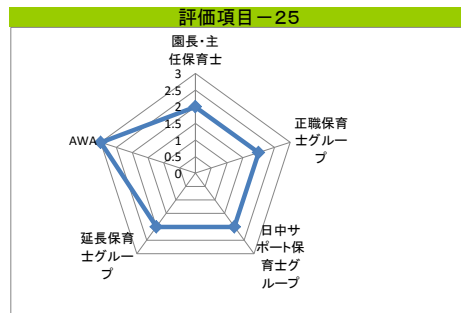 評価項目－25
園長・主
任保育士
3
2.5
2
1.5
1
0.5
0
正職保育
士グルー
プ
日中サ
ポート保
育士グ
ループ
延長保育
士グルー
プ
AWA